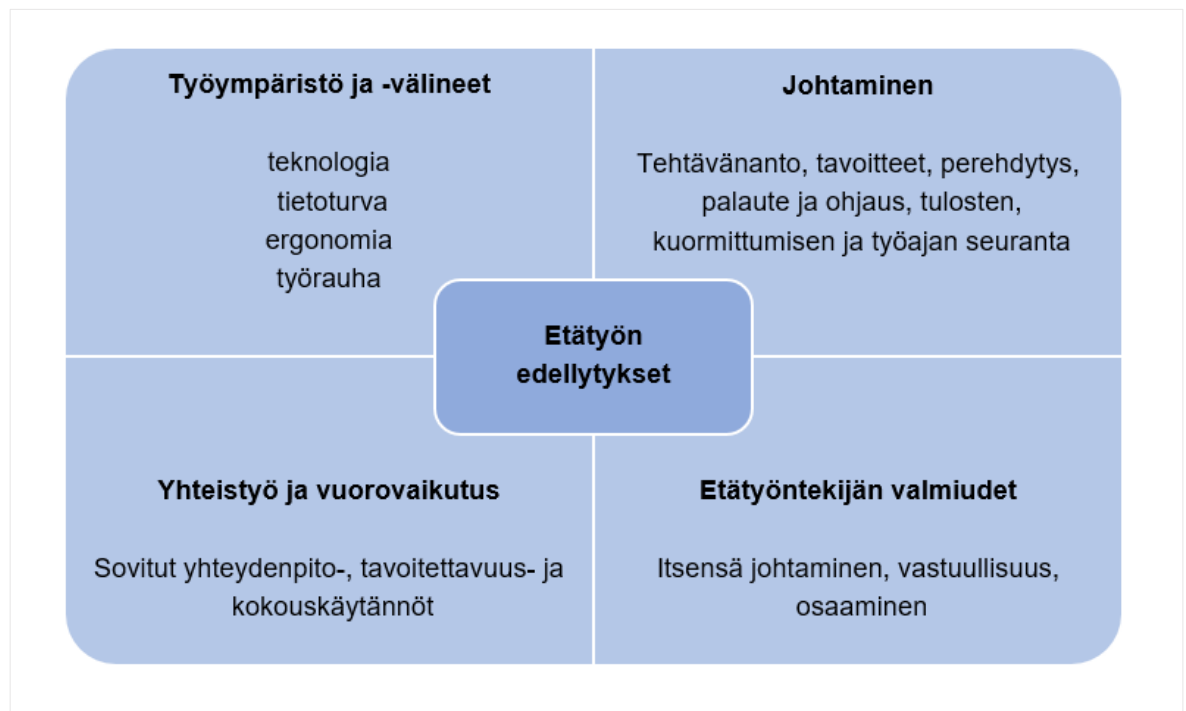 Työympäristö ja -välineet
teknologia
tietoturva
ergonomia
työrauha
Johtaminen
Tehtävänanto, tavoitteet, perehdytys,
palaute ja ohjaus, tulosten,
kuormittumisen ja työajan seuranta
Etätyön
edellytykset
Yhteistyö ja vuorovaikutus
Sovitut yhteydenpito-, tavoitettavuus- ja
kokouskäytännöt
Etätyöntekijän valmiudet
Itsensä johtaminen, vastuullisuus,
osaaminen